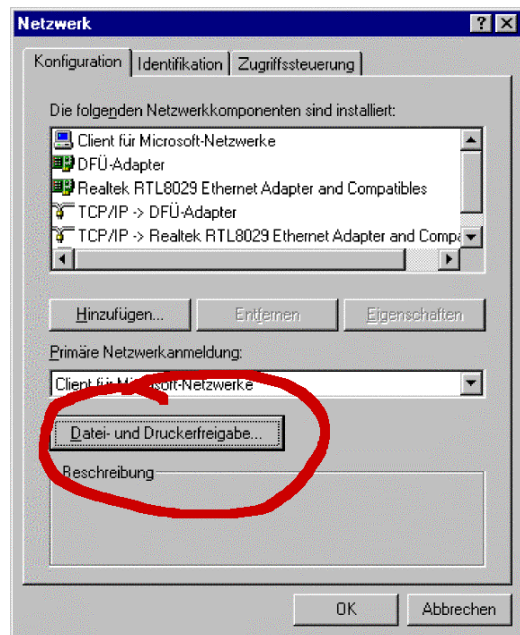 Netzwerk
Konfiguration Identifikation Zugriffssteuerung
Die folgenden Netzwerkkomponenten sind installiert:
Client für Microsoft-Netzwerke
DFÜ-Adapter
Realtek RTL8029 Ethernet Adapter and Compatibles
TCP/IP -> DFÜ-Adapter
TCP/IP -> Realtek RTL8029 Ethernet Adapter and Compa
Hinzufügen... Entfernen Eigenschaften
Primäre Netzwerkanmeldung:
Client für Microsoft-Netzwerke
Datei- und Druckerfreigabe...
Beschreibung
OK Abbrechen